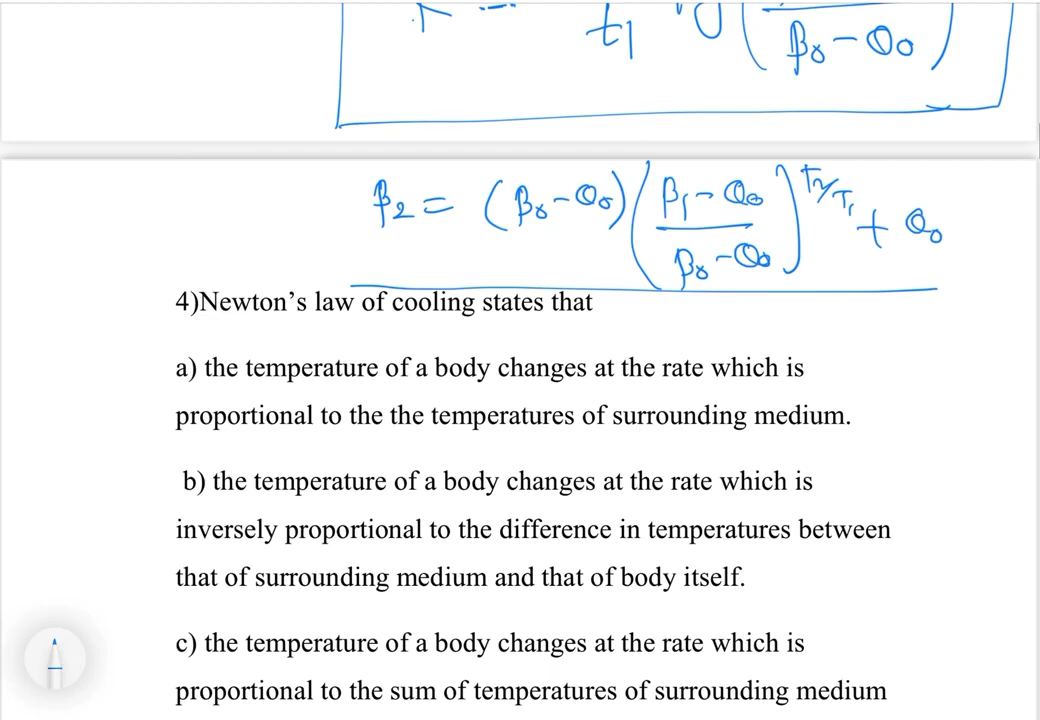 t₁ (β₀ − θ₀)
β₂ = (β₀ − θ₀) (β₁ − θ₀ / β₀ − θ₀)^T₂/T₁ + θ₀
4)Newton’s law of cooling states that
a) the temperature of a body changes at the rate which is
proportional to the the temperatures of surrounding medium.
b) the temperature of a body changes at the rate which is
inversely proportional to the difference in temperatures between
that of surrounding medium and that of body itself.
c) the temperature of a body changes at the rate which is
proportional to the sum of temperatures of surrounding medium